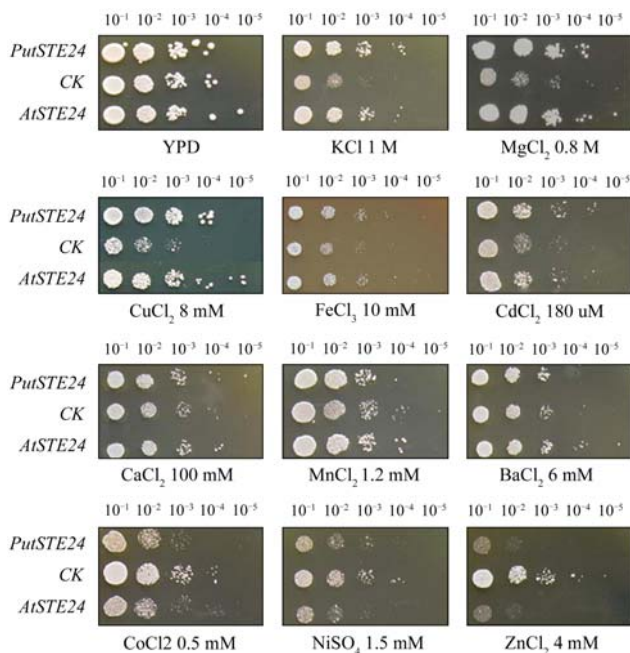 10⁻¹ 10⁻² 10⁻³ 10⁻⁴ 10⁻⁵ 10⁻¹ 10⁻² 10⁻³ 10⁻⁴ 10⁻⁵ 10⁻¹ 10⁻² 10⁻³ 10⁻⁴ 10⁻⁵
PutSTE24
CK
AtSTE24
YPD KCl 1 M MgCl₂ 0.8 M
10⁻¹ 10⁻² 10⁻³ 10⁻⁴ 10⁻⁵ 10⁻¹ 10⁻² 10⁻³ 10⁻⁴ 10⁻⁵ 10⁻¹ 10⁻² 10⁻³ 10⁻⁴ 10⁻⁵
PutSTE24
CK
AtSTE24
CuCl₂ 8 mM FeCl₃ 10 mM CdCl₂ 180 uM
10⁻¹ 10⁻² 10⁻³ 10⁻⁴ 10⁻⁵ 10⁻¹ 10⁻² 10⁻³ 10⁻⁴ 10⁻⁵ 10⁻¹ 10⁻² 10⁻³ 10⁻⁴ 10⁻⁵
PutSTE24
CK
AtSTE24
CaCl₂ 100 mM MnCl₂ 1.2 mM BaCl₂ 6 mM
10⁻¹ 10⁻² 10⁻³ 10⁻⁴ 10⁻⁵ 10⁻¹ 10⁻² 10⁻³ 10⁻⁴ 10⁻⁵ 10⁻¹ 10⁻² 10⁻³ 10⁻⁴ 10⁻⁵
PutSTE24
CK
AtSTE24
CoCl2 0.5 mM NiSO₄ 1.5 mM ZnCl₂ 4 mM